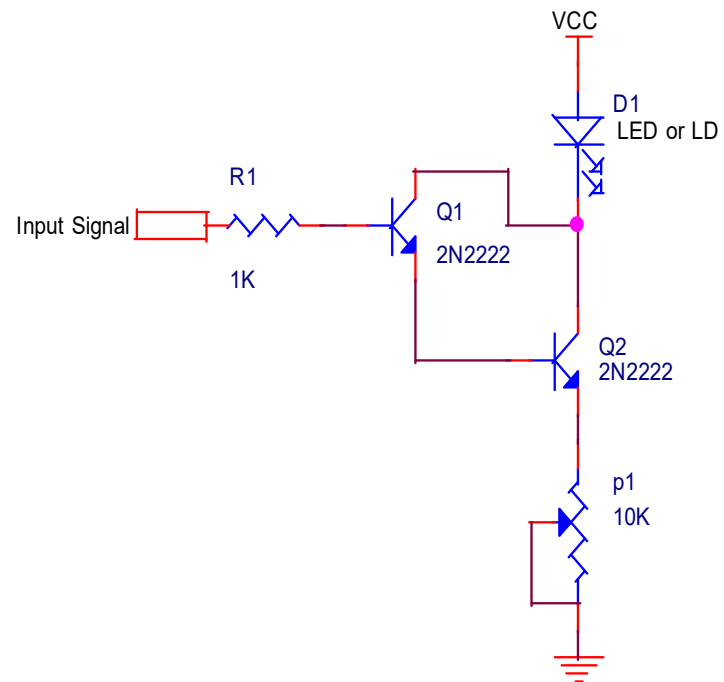 VCC
D1
LED or LD
R1
Input Signal
1K
Q1
2N2222
Q2
2N2222
p1
10K